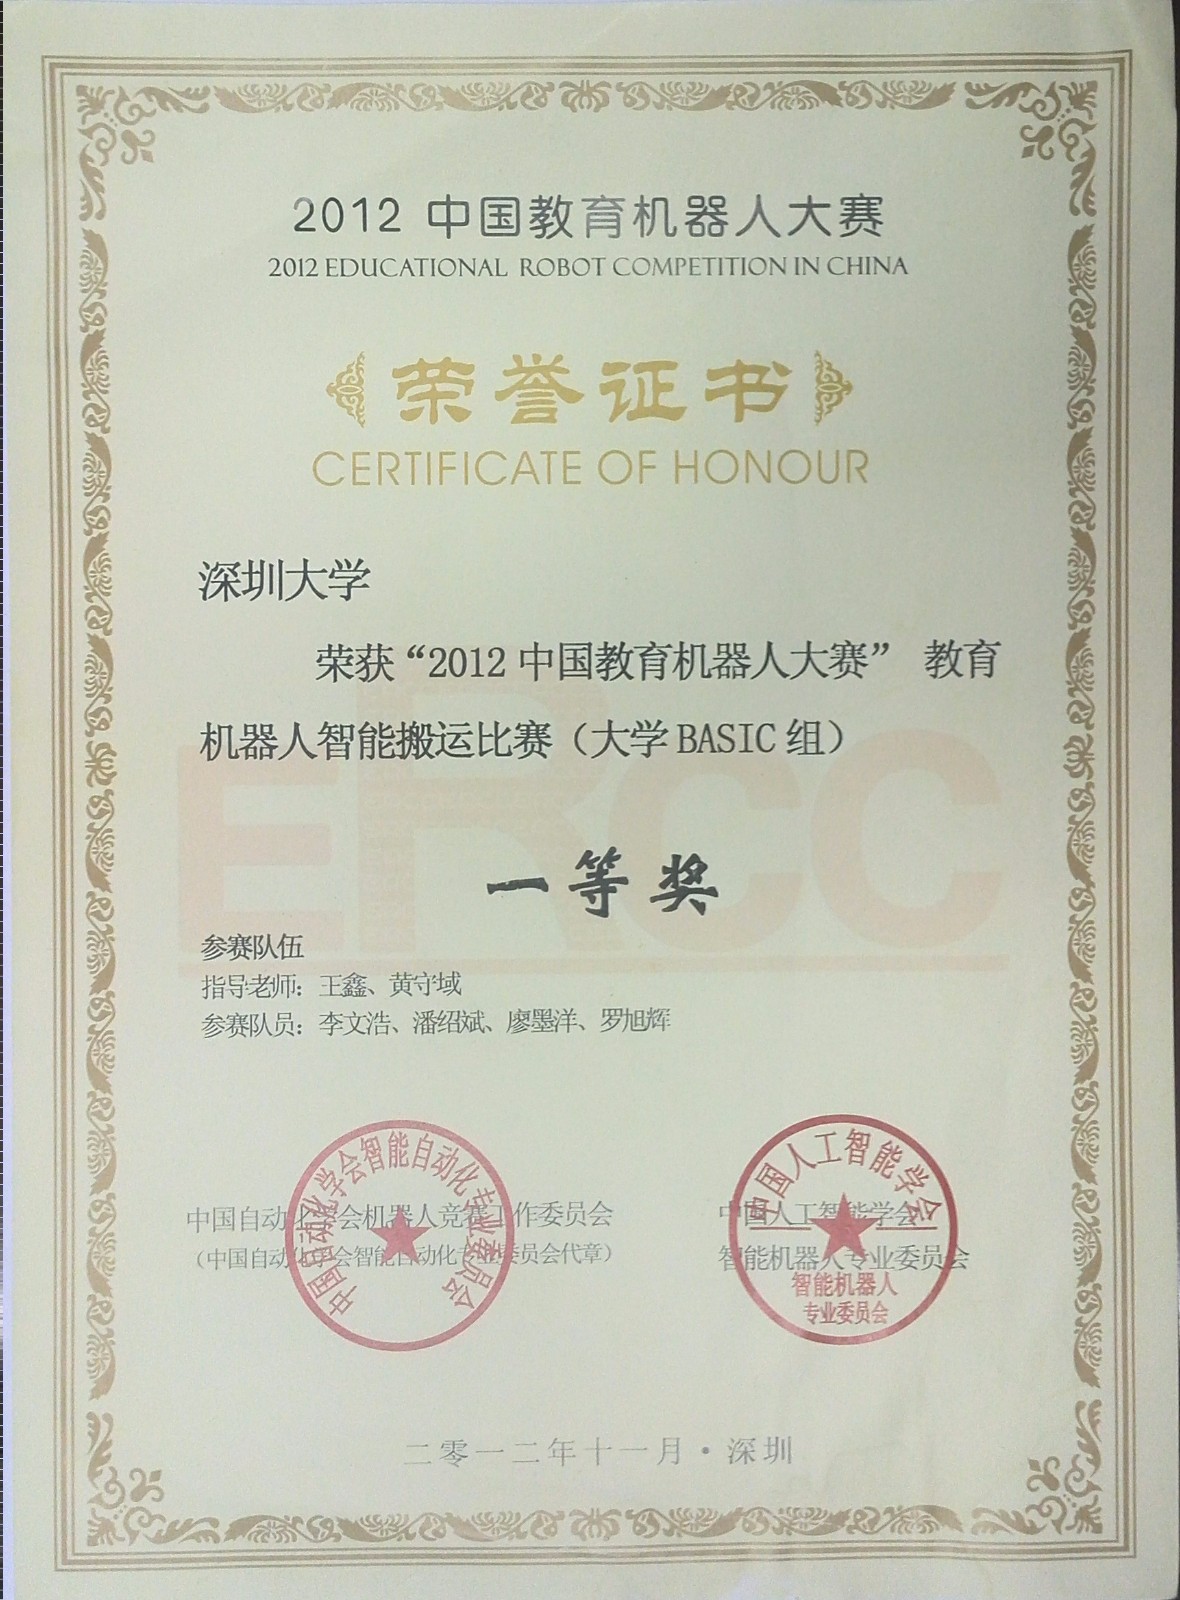 2012 中国教育机器人大赛
2012 EDUCATIONAL ROBOT COMPETITION IN CHINA
荣誉证书
CERTIFICATE OF HONOUR
深圳大学
荣获“2012 中国教育机器人大赛” 教育
机器人智能搬运比赛（大学 BASIC 组）
ERCC
一等奖
参赛队伍
指导老师：王鑫、黄守域
参赛队员：李文浩、潘绍斌、廖墨洋、罗旭辉
中国自动化学会机器人竞赛工作委员会
（中国自动化学会智能自动化专业委员会代章）
中国自动化学会智能自动化专业委员会
中国人工智能学会
智能机器人专业委员会
中国人工智能学会
智能机器人
专业委员会
二零一二年十一月·深圳